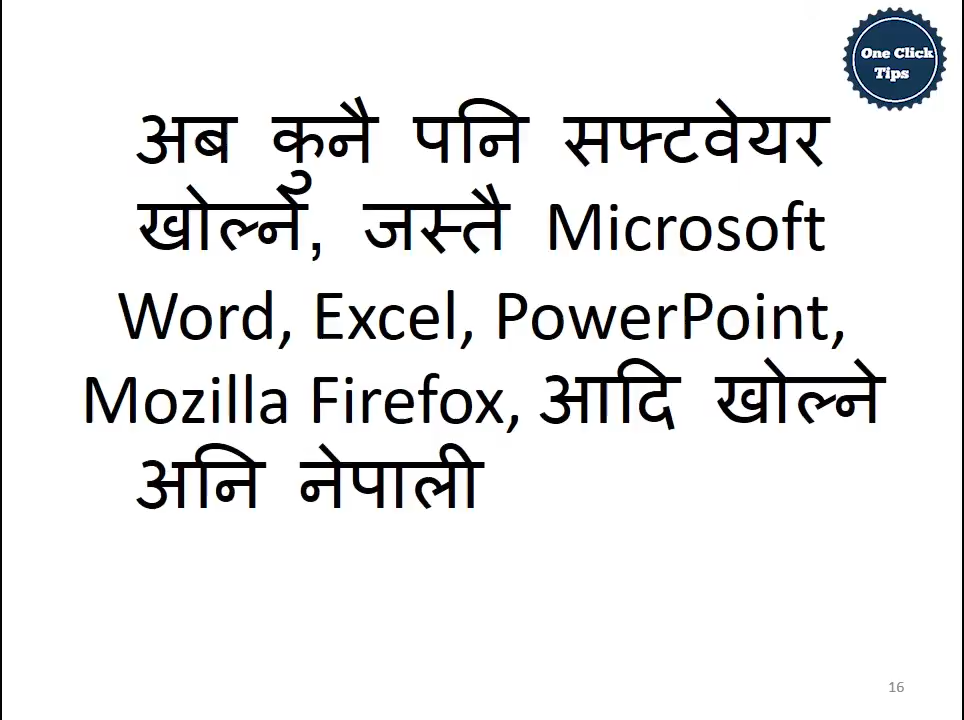 One Click
Tips
अब कुनै पनि सफ्टवेयर
खोल्ने, जस्तै Microsoft
Word, Excel, PowerPoint,
Mozilla Firefox, आदि खोल्ने
अनि नेपाली
16